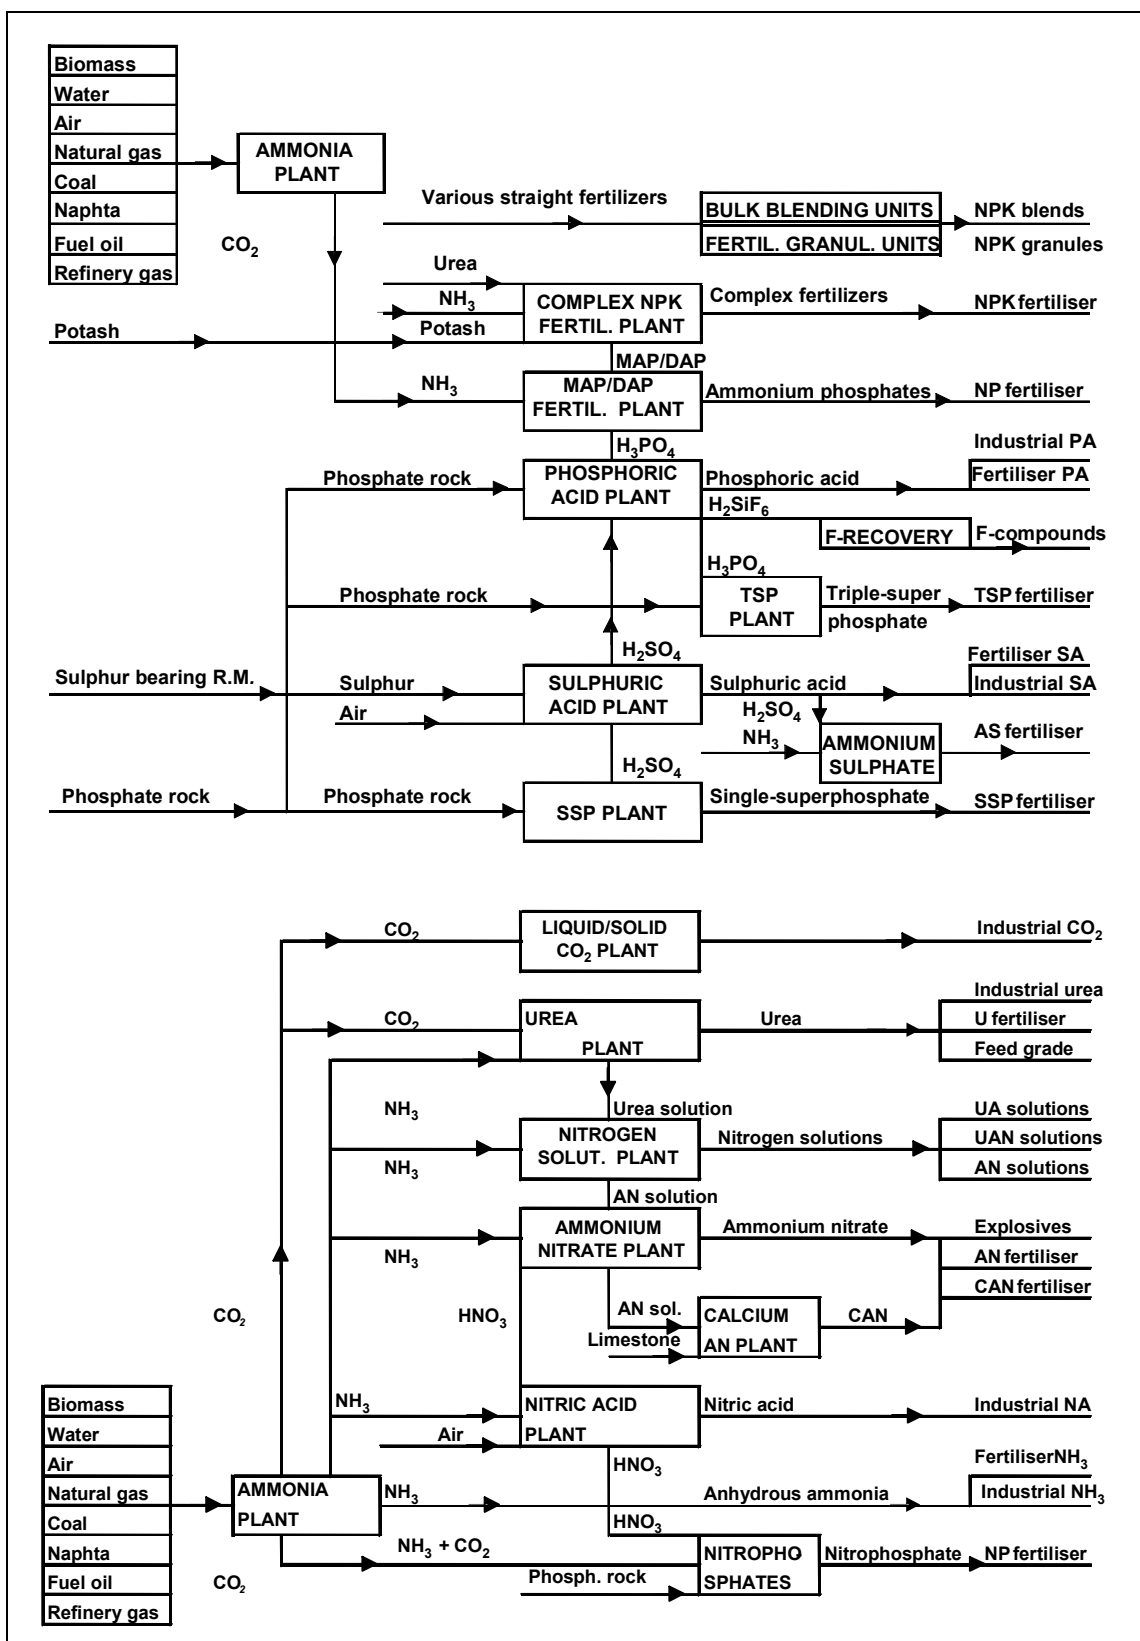 Biomass
Water
Air
Natural gas
Coal
Naphta
Fuel oil
Refinery gas
AMMONIA
PLANT
CO2
Various straight fertilizers
BULK BLENDING UNITS
NPK blends
FERTIL. GRANUL. UNITS
NPK granules
Urea
NH3
Potash
Potash
COMPLEX NPK
FERTIL. PLANT
Complex fertilizers
NPK fertiliser
MAP/DAP
NH3
MAP/DAP
FERTIL. PLANT
Ammonium phosphates
NP fertiliser
H3PO4
Industrial PA
Phosphate rock
PHOSPHORIC
ACID PLANT
Phosphoric acid
Fertiliser PA
H2SiF6
F-RECOVERY
F-compounds
H3PO4
Phosphate rock
TSP
PLANT
Triple-super
phosphate
TSP fertiliser
H2SO4
Fertiliser SA
Sulphur bearing R.M.
Sulphur
Air
SULPHURIC
ACID PLANT
Sulphuric acid
Industrial SA
H2SO4
NH3
AMMONIUM
SULPHATE
AS fertiliser
H2SO4
Phosphate rock
Phosphate rock
SSP PLANT
Single-superphosphate
SSP fertiliser
CO2
LIQUID/SOLID
CO2 PLANT
Industrial CO2
CO2
UREA
PLANT
Urea
Industrial urea
U fertiliser
Feed grade
NH3
Urea solution
UA solutions
NH3
NITROGEN
SOLUT. PLANT
Nitrogen solutions
UAN solutions
AN solutions
AN solution
NH3
AMMONIUM
NITRATE PLANT
Ammonium nitrate
Explosives
AN fertiliser
CAN fertiliser
CO2
HNO3
AN sol.
Limestone
CALCIUM
AN PLANT
CAN
Biomass
Water
Air
Natural gas
Coal
Naphta
Fuel oil
Refinery gas
NH3
Air
NITRIC ACID
PLANT
Nitric acid
Industrial NA
HNO3
FertiliserNH3
AMMONIA
PLANT
NH3
Anhydrous ammonia
Industrial NH3
HNO3
CO2
NH3 + CO2
Phosph. rock
NITROPHO
SPHATES
Nitrophosphate
NP fertiliser